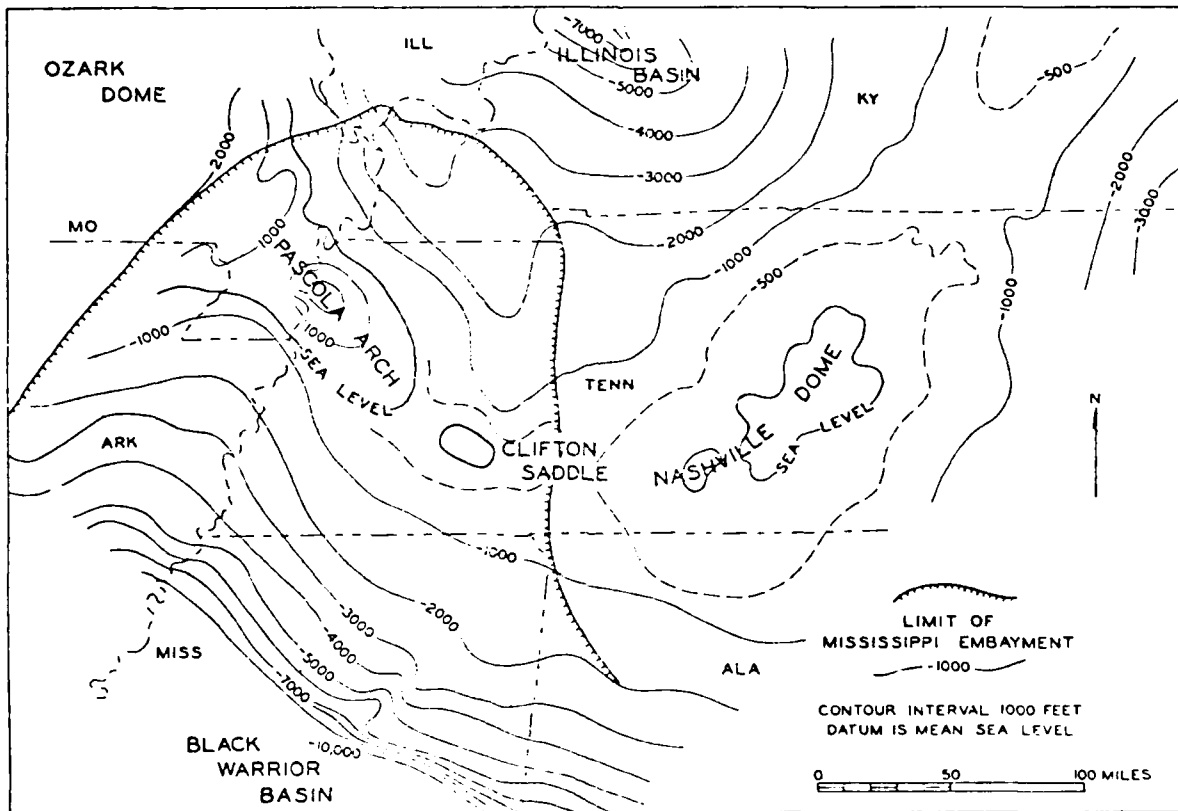 OZARK
DOME
ILL
-7000
ILLINOIS
BASIN
-5000
-4000
-3000
KY
-500
-2000
-3000
2000
MO
1000
PASCOLA ARCH
1000
-1000
SEA LEVEL
-2000
-1000
-500
-1000
TENN
NASHVILLE DOME
SEA LEVEL
N
ARK
CLIFTON
SADDLE
-1000
-2000
-3000
-4000
-5000
-7000
-10,000
MISS
ALA
BLACK
WARRIOR
BASIN
LIMIT OF
MISSISSIPPI EMBAYMENT
-1000
CONTOUR INTERVAL 1000 FEET
DATUM IS MEAN SEA LEVEL
0 50 100 MILES